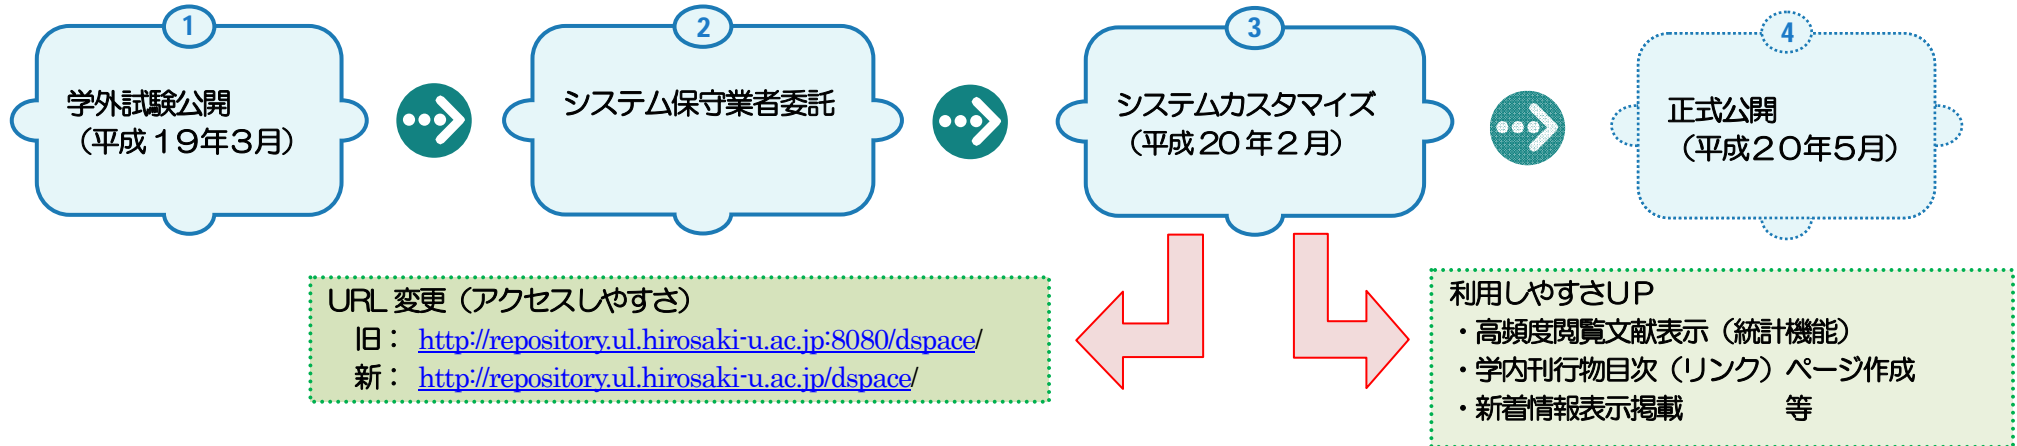 1
学外試験公開
（平成１９年３月）
2
システム保守業者委託
3
システムカスタマイズ
（平成 20 年 2 月）
4
正式公開
（平成２０年５月）
URL 変更（アクセスしやすさ）
旧： http://repository.ul.hirosaki-u.ac.jp:8080/dspace/
新： http://repository.ul.hirosaki-u.ac.jp/dspace/
利用しやすさＵＰ
・高頻度閲覧文献表示（統計機能）
・学内刊行物目次（リンク）ページ作成
・新着情報表示掲載　　　　等